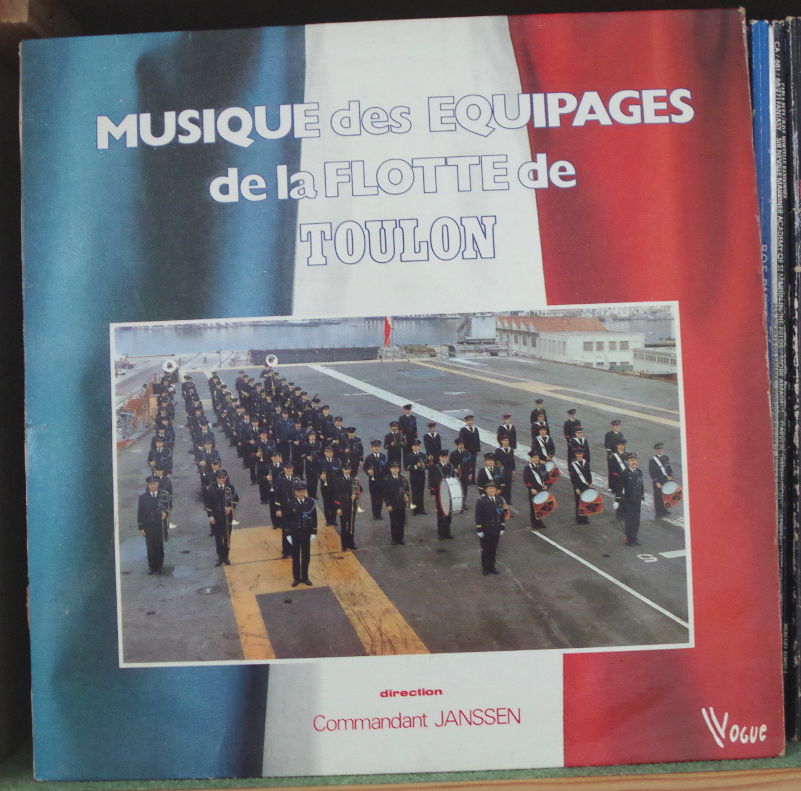 MUSIQUE des EQUIPAGES
de la FLOTTE de
TOULON
S
direction
Commandant JANSSEN
VOGUE